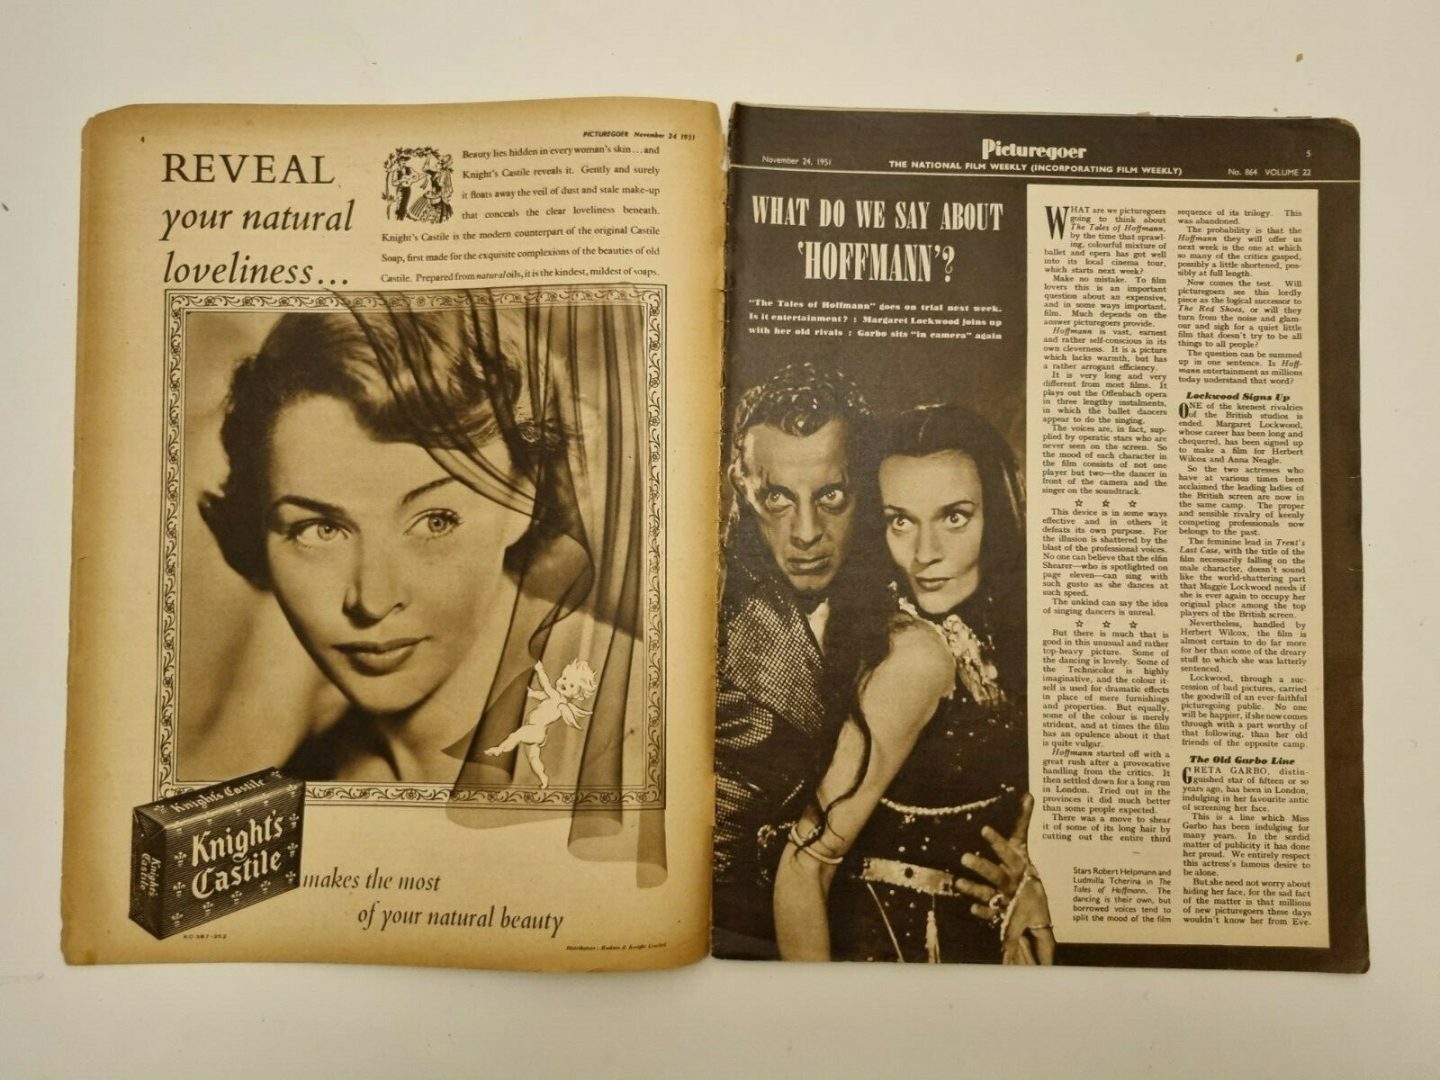 4
PICTUREGOER November 24 1951
REVEAL
your natural
loveliness...
Beauty lies hidden in every woman's skin...and
Knight's Castile reveals it. Gently and surely
it floats away the veil of dust and stale make-up
that conceals the clear loveliness beneath.
Knight's Castile is the modern counterpart of the original Castile
Soap, first made for the exquisite complexions of the beauties of old
Castile. Prepared from natural oils, it is the kindest, mildest of soaps.
Knight's Castile
Knight's
Castile
Knight's
Castile
makes the most
of your natural beauty
KC 387-352
Distributors: Hudson & Knight Limited
November 24, 1951
Picturegoer
THE NATIONAL FILM WEEKLY (INCORPORATING FILM WEEKLY)
No. 864 VOLUME 22
5
WHAT DO WE SAY ABOUT
'HOFFMANN'?
"The Tales of Hoffmann" goes on trial next week.
Is it entertainment? : Margaret Lockwood joins up
with her old rivals : Garbo sits "in camera" again
WHAT are we picturegoers
going to think about
The Tales of Hoffmann,
by the time that sprawl-
ing, colourful mixture of
ballet and opera has got well
into its local cinema tour,
which starts next week?
Make no mistake. To film
lovers this is an important
question about an expensive,
and in some ways important,
film. Much depends on the
answer picturegoers provide.
Hoffmann is vast, earnest
and rather self-conscious in its
own cleverness. It is a picture
which lacks warmth, but has
a rather arrogant efficiency.
It is very long and very
different from most films. It
plays out the Offenbach opera
in three lengthy instalments,
in which the ballet dancers
appear to do the singing.
The voices are, in fact, sup-
plied by operatic stars who are
never seen on the screen. So
the mood of each character in
the film consists of not one
player but two—the dancer in
front of the camera and the
singer on the soundtrack.
☆ ☆ ☆
This device is in some ways
effective and in others it
defeats its own purpose. For
the illusion is shattered by the
blast of the professional voices.
No one can believe that the elfin
Shearer—who is spotlighted on
page eleven—can sing with
such gusto as she dances at
such speed.
The unkind can say the idea
of singing dancers is unreal.
☆ ☆ ☆
But there is much that is
good in this unusual and rather
top-heavy picture. Some of
the dancing is lovely. Some of
the Technicolor is highly
imaginative, and the colour it-
self is used for dramatic effects
in place of mere furnishings
and properties. But equally,
some of the colour is merely
strident, and at times the film
has an opulence about it that
is quite vulgar.
Hoffmann started off with a
great rush after a provocative
handling from the critics. It
then settled down for a long run
in London. Tried out in the
provinces it did much better
than some people expected.
There was a move to shear
it of some of its long hair by
cutting out the entire third
Stars Robert Helpmann and
Ludmilla Tcherina in The
Tales of Hoffmann. The
dancing is their own, but
borrowed voices tend to
split the mood of the film
sequence of its trilogy. This
was abandoned.
The probability is that the
Hoffmann they will offer us
next week is the one at which
so many of the critics gasped,
possibly a little shortened, pos-
sibly at full length.
Now comes the test. Will
picturegoers see this lordly
piece as the logical successor to
The Red Shoes, or will they
turn from the noise and glam-
our and sigh for a quiet little
film that doesn't try to be all
things to all people?
The question can be summed
up in one sentence. Is Hoff-
mann entertainment as millions
today understand that word?
Lockwood Signs Up
ONE of the keenest rivalries
of the British studios is
ended. Margaret Lockwood,
whose career has been long and
chequered, has been signed up
to make a film for Herbert
Wilcox and Anna Neagle.
So the two actresses who
have at various times been
acclaimed the leading ladies of
the British screen are now in
the same camp. The proper
and sensible rivalry of keenly
competing professionals now
belongs to the past.
The feminine lead in Trent's
Last Case, with the title of the
film necessarily falling on the
male character, doesn't sound
like the world-shattering part
that Maggie Lockwood needs if
she is ever again to occupy her
original place among the top
players of the British screen.
Nevertheless, handled by
Herbert Wilcox, the film is
almost certain to do far more
for her than some of the dreary
stuff to which she was latterly
sentenced.
Lockwood, through a suc-
cession of bad pictures, carried
the goodwill of an ever-faithful
picturegoing public. No one
will be happier, if she now comes
through with a part worthy of
that following, than her old
friends of the opposite camp.
The Old Garbo Line
GRETA GARBO, distin-
guished star of fifteen or so
years ago, has been in London,
indulging in her favourite antic
of screening her face.
This is a line which Miss
Garbo has been indulging for
many years. In the sordid
matter of publicity it has done
her proud. We entirely respect
this actress's famous desire to
be alone.
But she need not worry about
hiding her face, for the sad fact
of the matter is that millions
of new picturegoers these days
wouldn't know her from Eve.